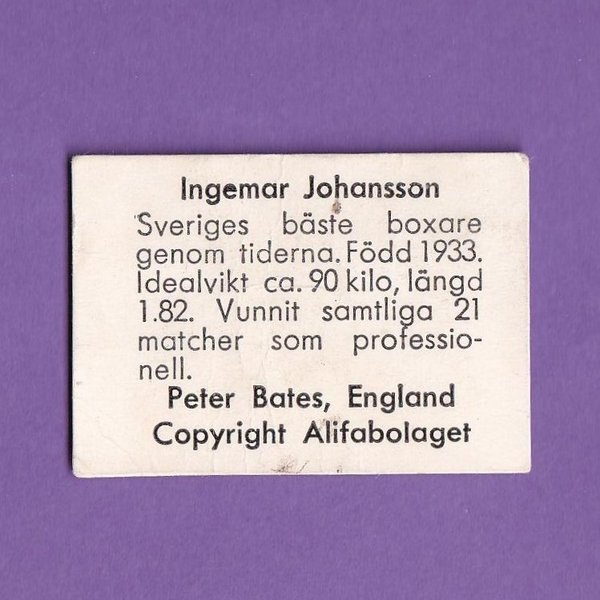 Ingemar Johansson
Sveriges bäste boxare
genom tiderna. Född 1933.
Idealvikt ca. 90 kilo, längd
1.82. Vunnit samtliga 21
matcher som professio-
nell.
Peter Bates, England
Copyright Alifabolaget